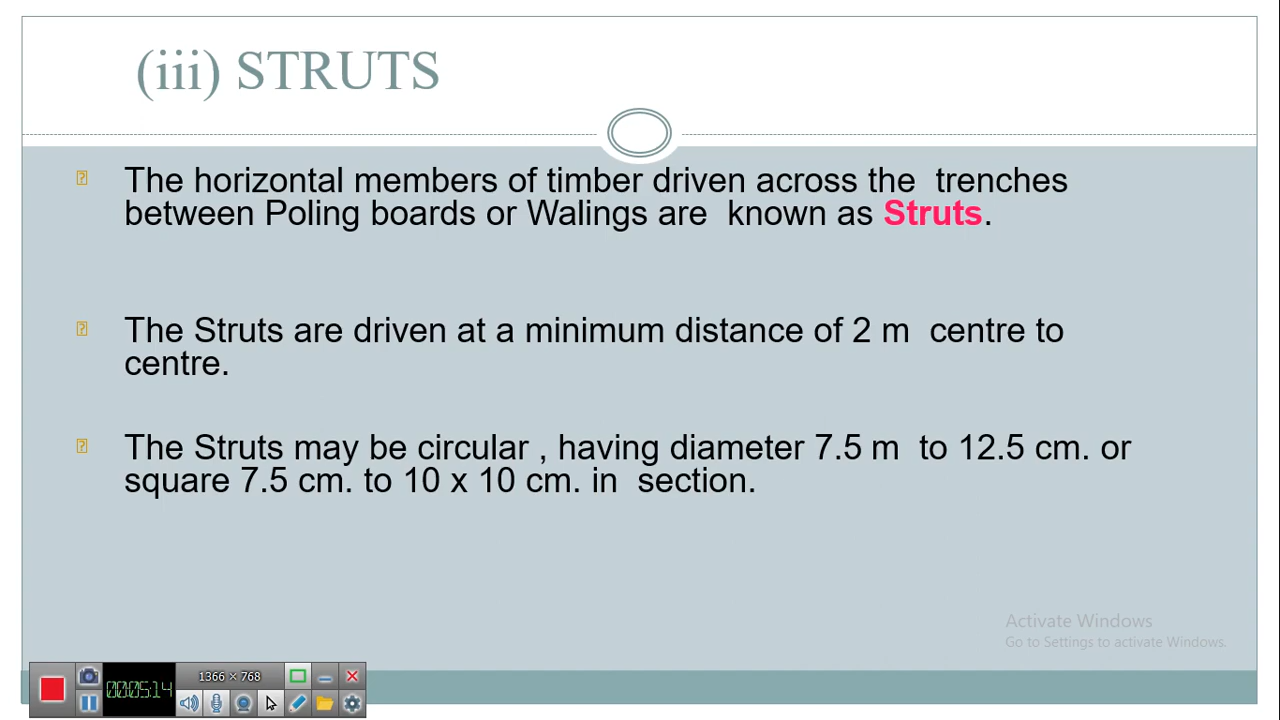 (iii) STRUTS
The horizontal members of timber driven across the trenches
between Poling boards or Walings are known as Struts.
The Struts are driven at a minimum distance of 2 m centre to
centre.
The Struts may be circular , having diameter 7.5 m to 12.5 cm. or
square 7.5 cm. to 10 x 10 cm. in section.
Activate Windows
Go to Settings to activate Windows.
1366 × 768
00:05:14